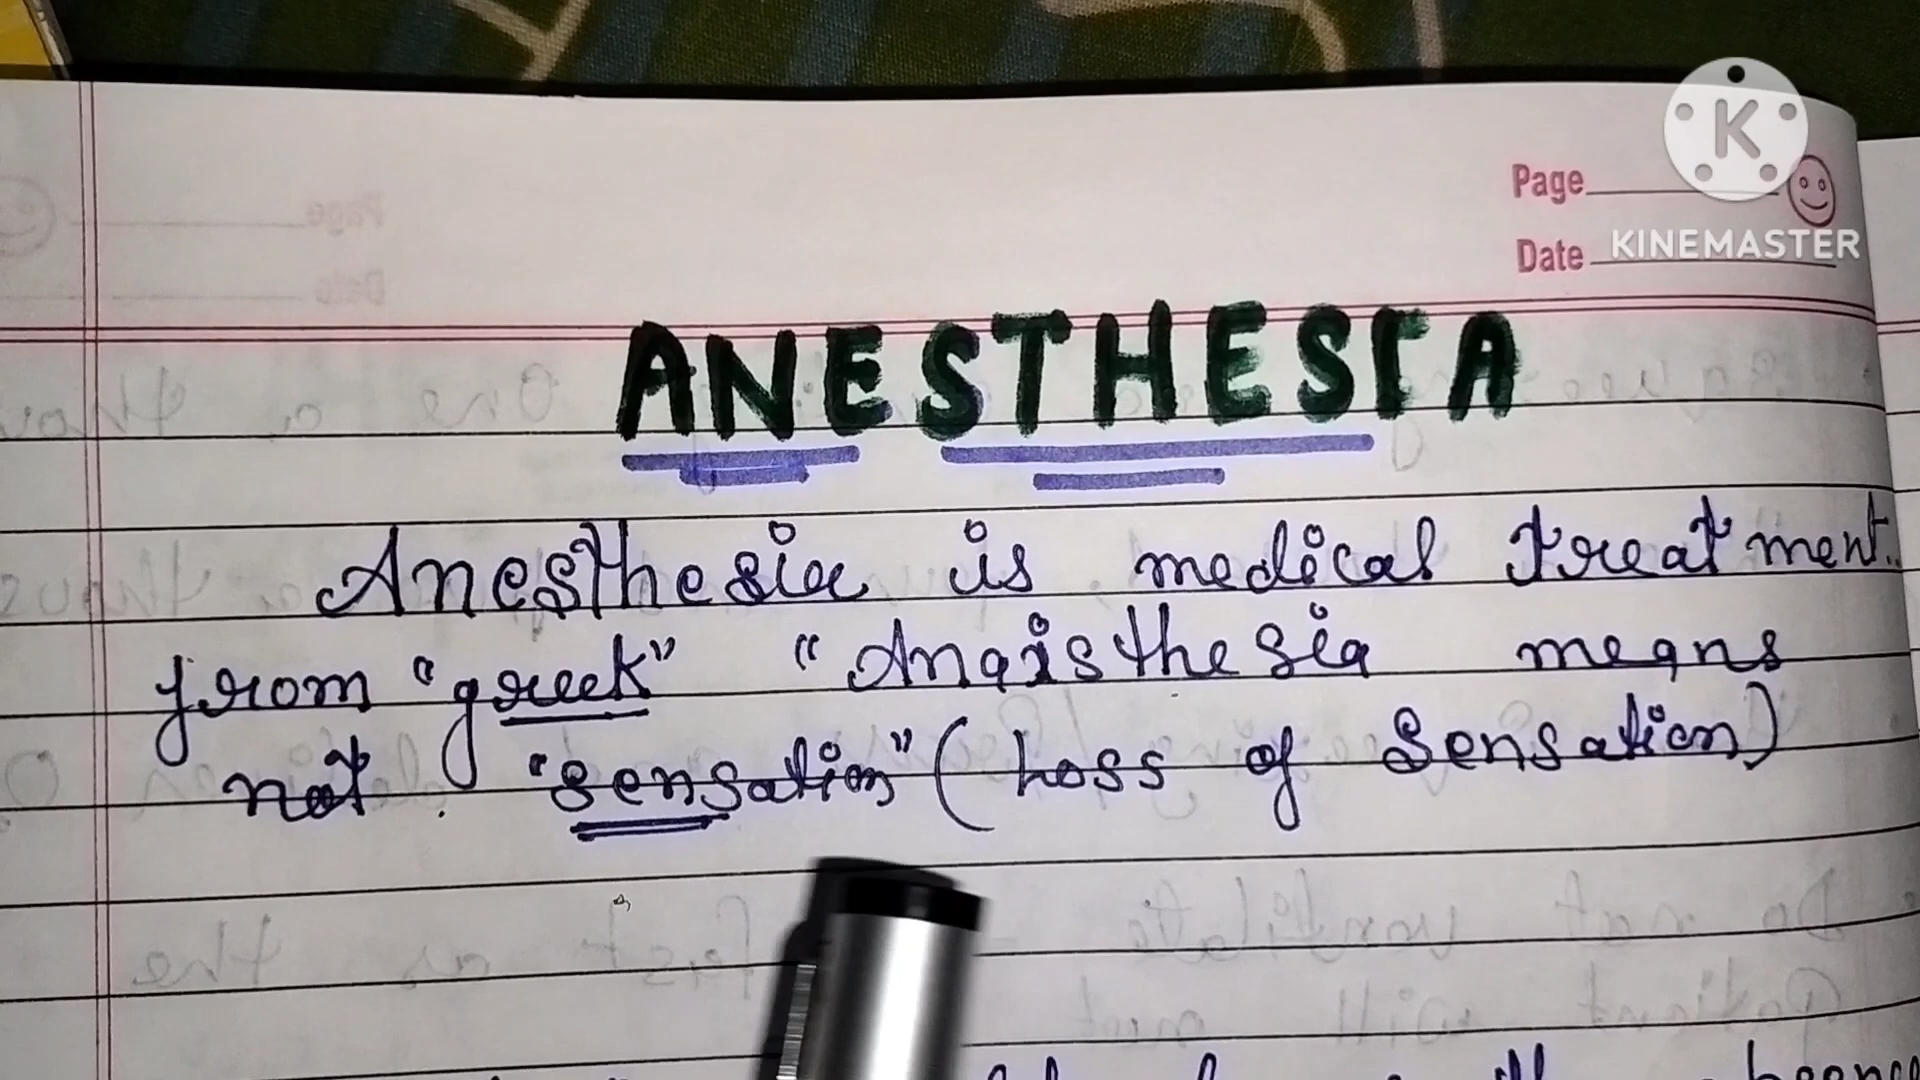 Page
Date
K
KINEMASTER
ANESTHESIA
Anesthesia is medical treatment.
from "greek" "Anaisthesia means
not "sensation" (Loss of Sensation)